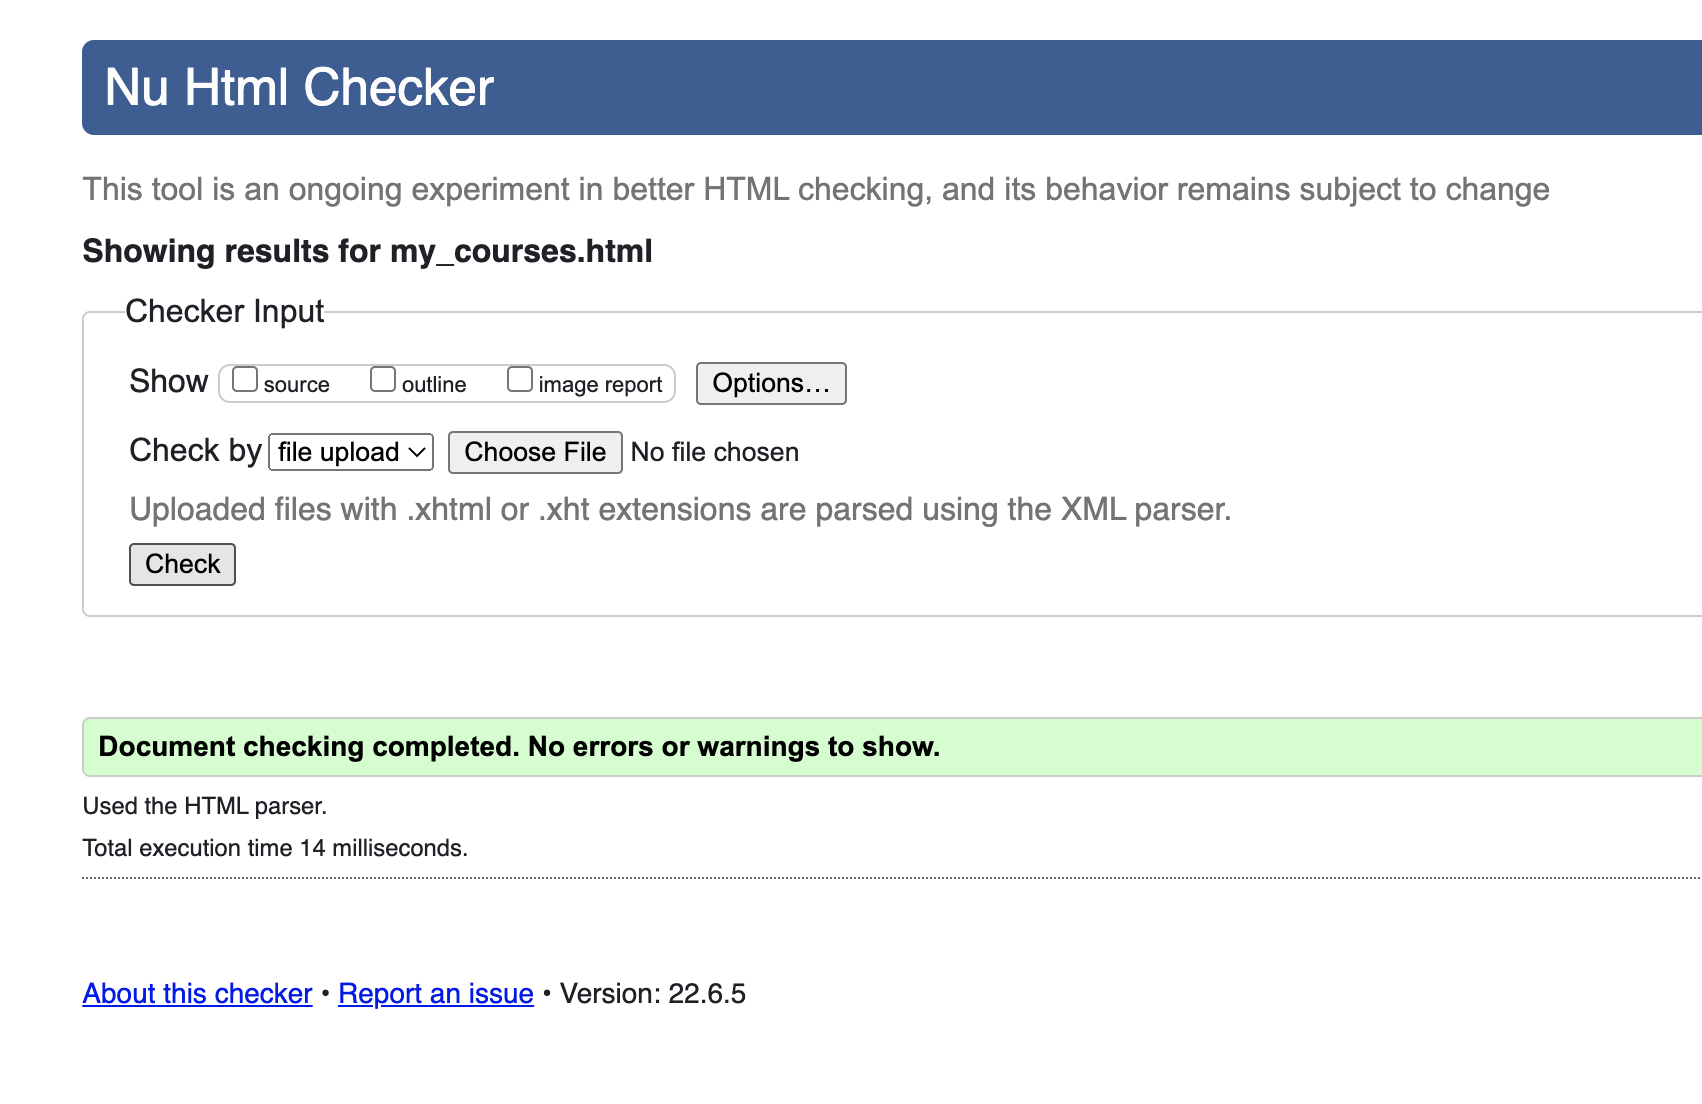 Nu Html Checker
This tool is an ongoing experiment in better HTML checking, and its behavior remains subject to change
Showing results for my_courses.html
Checker Input
Show source outline image report Options...
Check by file upload Choose File No file chosen
Uploaded files with .xhtml or .xht extensions are parsed using the XML parser.
Check
Document checking completed. No errors or warnings to show.
Used the HTML parser.
Total execution time 14 milliseconds.
About this checker • Report an issue • Version: 22.6.5